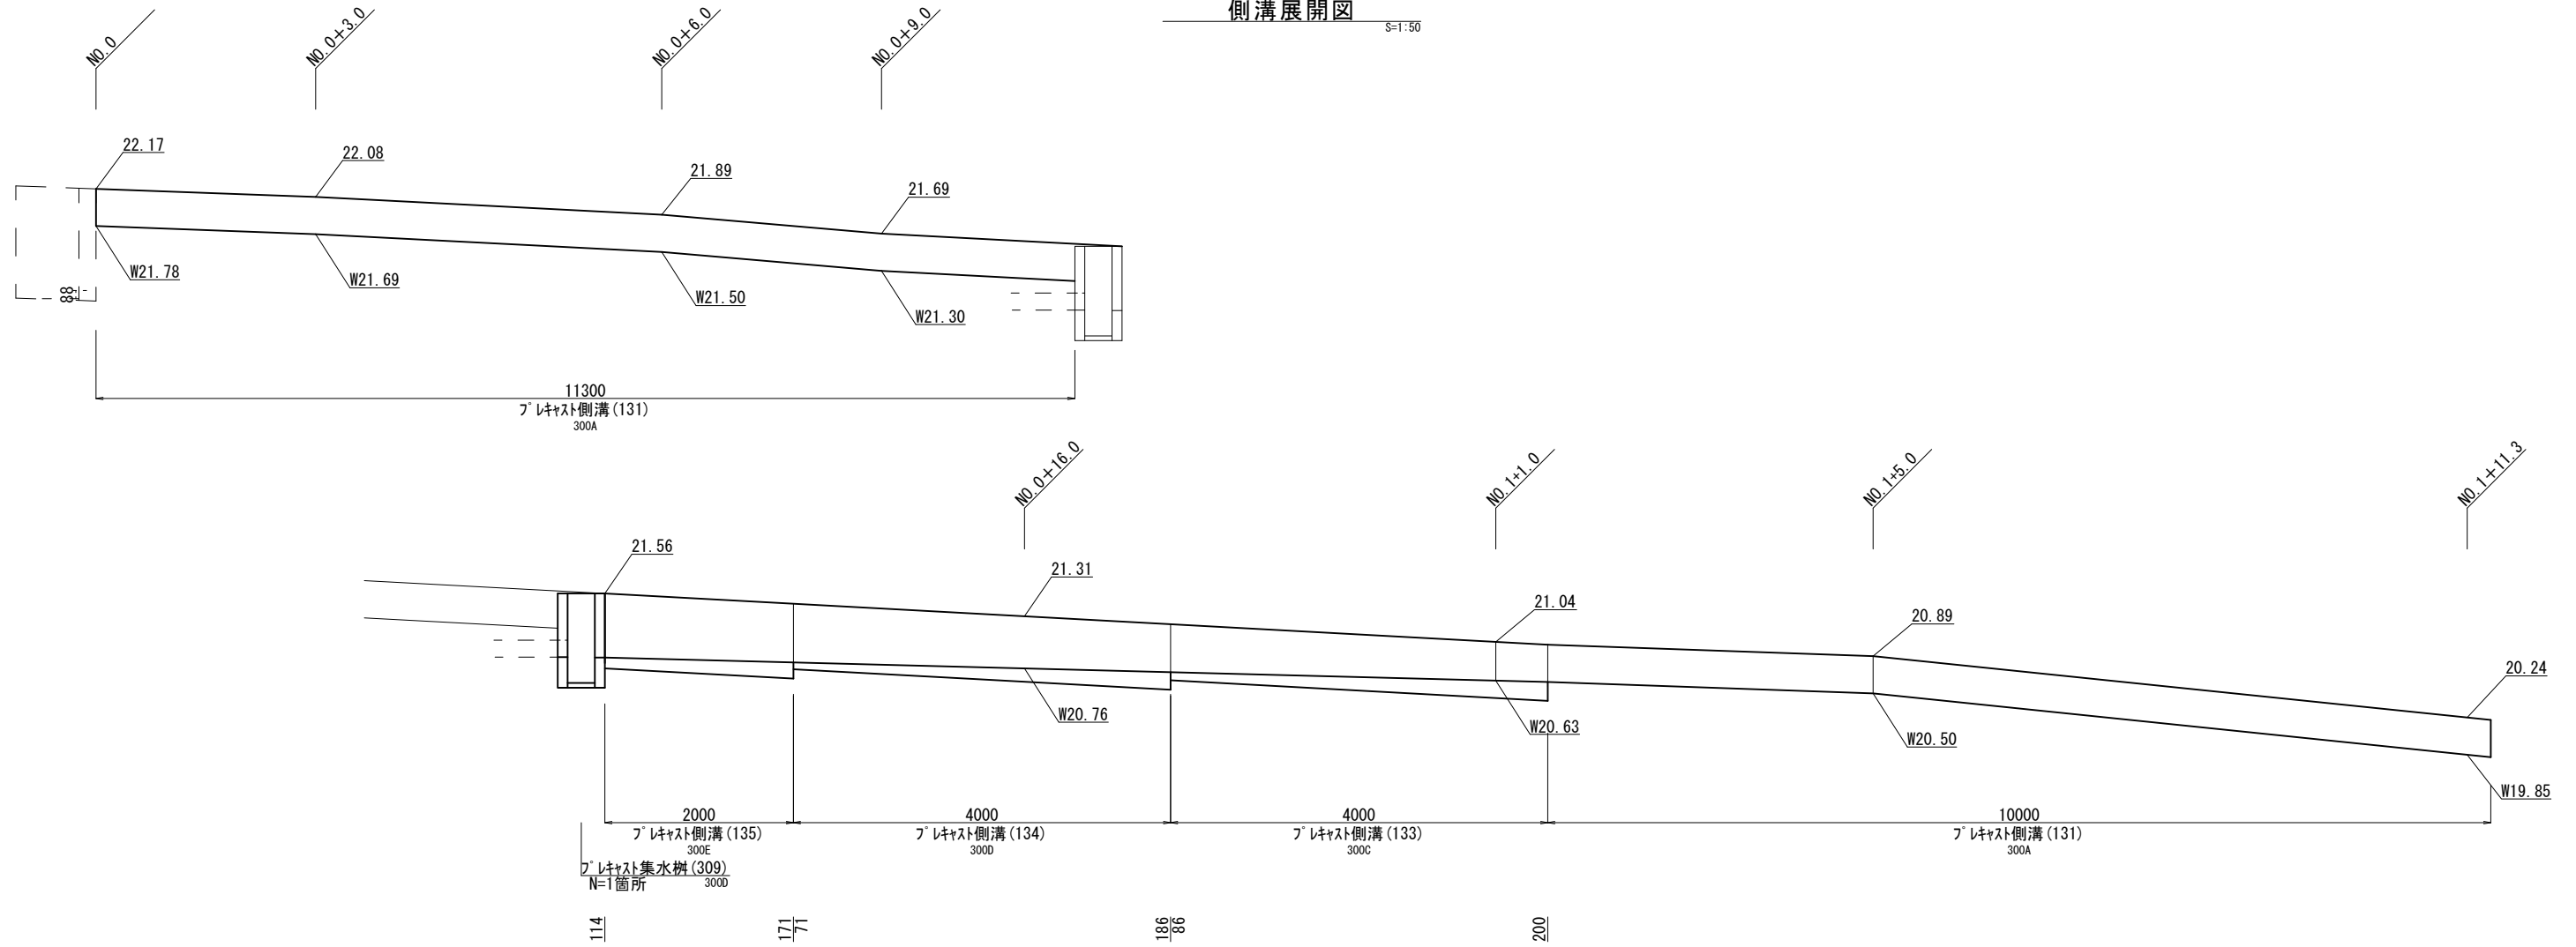 側溝展開図
S=1:50
NO.0
NO.0+3.0
NO.0+6.0
NO.0+9.0
22.17
22.08
21.89
21.69
W21.78
W21.69
W21.50
W21.30
88
11300
プレキャスト側溝(131)
300A
NO.0+16.0
NO.1+1.0
NO.1+5.0
NO.1+11.3
21.56
21.31
21.04
20.89
20.24
W20.76
W20.63
W20.50
W19.85
2000
プレキャスト側溝(135)
300E
4000
プレキャスト側溝(134)
300D
4000
プレキャスト側溝(133)
300C
10000
プレキャスト側溝(131)
300A
プレキャスト集水桝(309)
N=1箇所 300D
114
171
71
186
86
200